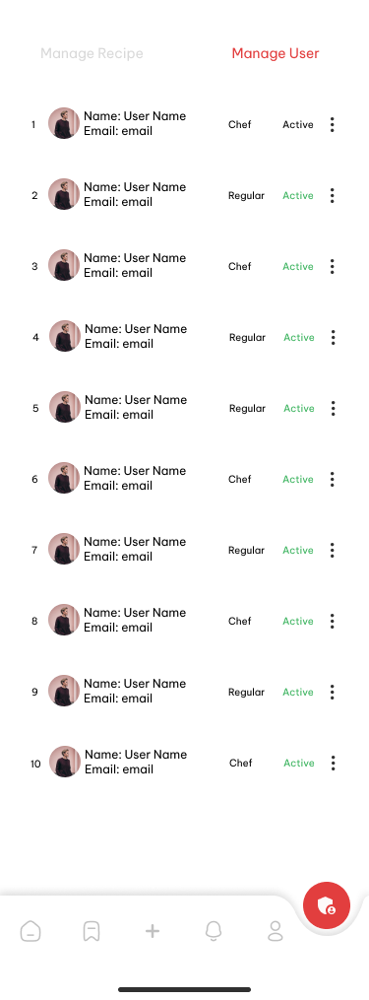 Manage Recipe Manage User
1 Name: User Name Chef Active
Email: email
2 Name: User Name Regular Active
Email: email
3 Name: User Name Chef Active
Email: email
4 Name: User Name Regular Active
Email: email
5 Name: User Name Regular Active
Email: email
6 Name: User Name Chef Active
Email: email
7 Name: User Name Regular Active
Email: email
8 Name: User Name Chef Active
Email: email
9 Name: User Name Regular Active
Email: email
10 Name: User Name Chef Active
Email: email